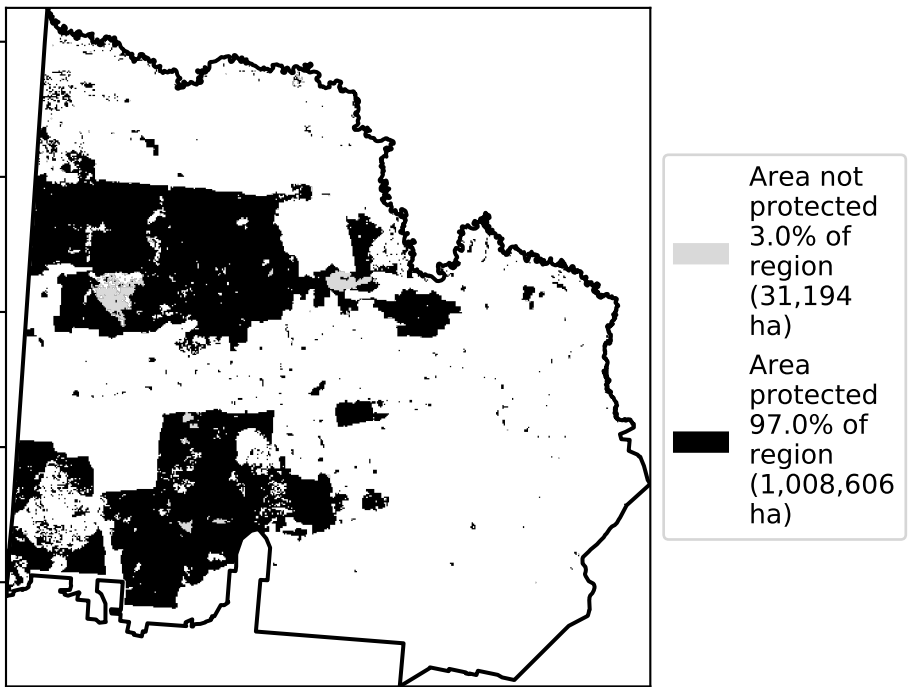 Area not
protected
3.0% of
region
(31,194
ha)
Area
protected
97.0% of
region
(1,008,606
ha)